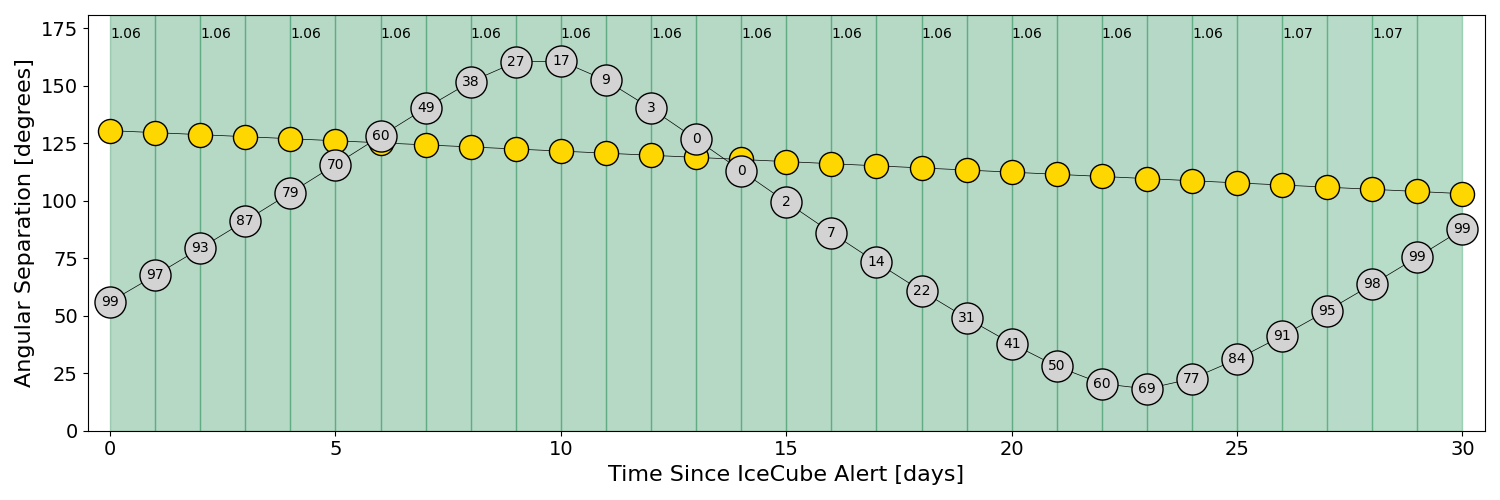 1.06 1.06 1.06 1.06 1.06 1.06 1.06 1.06 1.06 1.06 1.06 1.06 1.06 1.07 1.07
175
150
125
100
75
50
25
0
Angular Separation [degrees]
99 97 93 87 79 70 60 49 38 27 17 9 3 0 0 2 7 14 22 31 41 50 60 69 77 84 91 95 98 99 99
0 5 10 15 20 25 30
Time Since IceCube Alert [days]